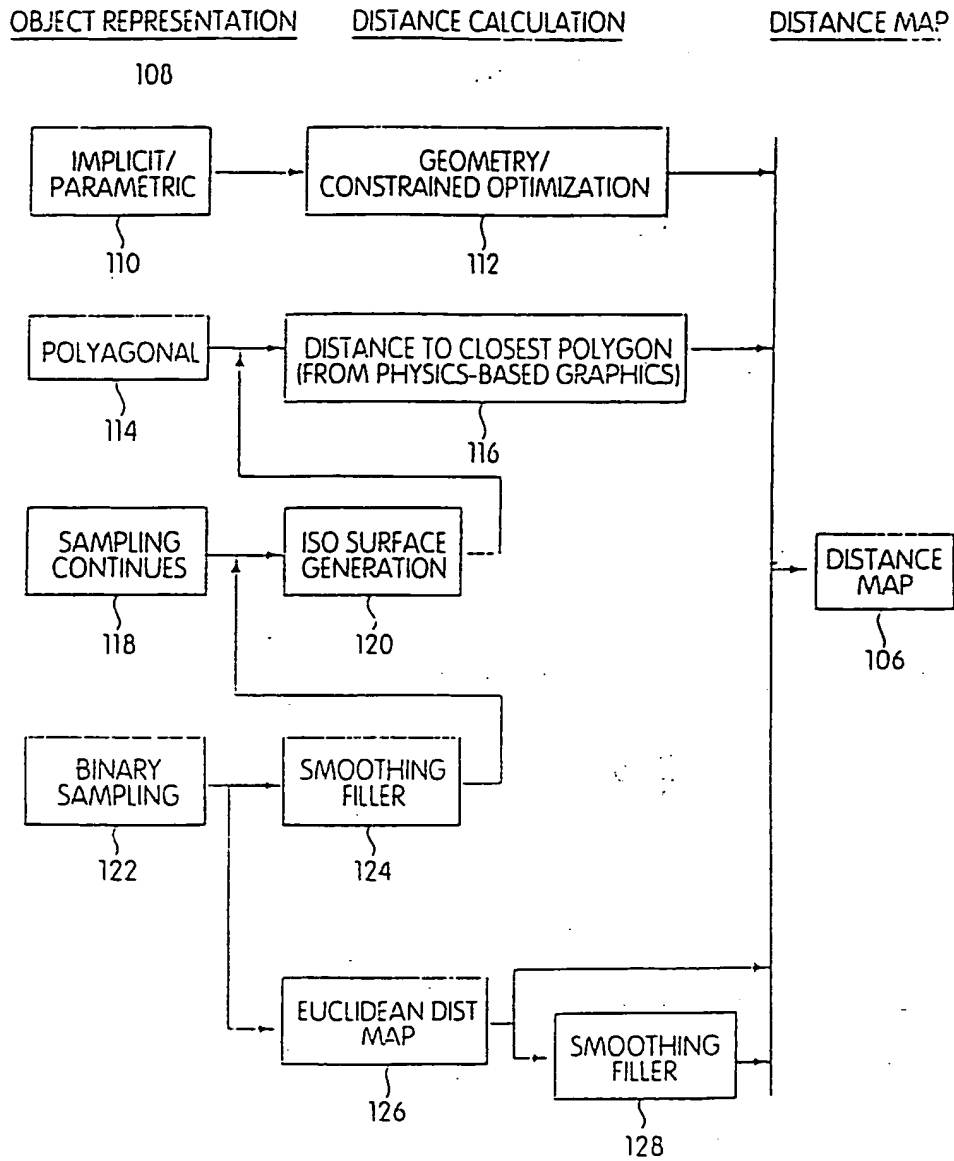 OBJECT REPRESENTATION
DISTANCE CALCULATION
DISTANCE MAP
108
IMPLICIT/
PARAMETRIC
110
GEOMETRY/
CONSTRAINED OPTIMIZATION
112
POLYAGONAL
114
DISTANCE TO CLOSEST POLYGON
(FROM PHYSICS-BASED GRAPHICS)
116
SAMPLING
CONTINUES
118
ISO SURFACE
GENERATION
120
DISTANCE
MAP
106
BINARY
SAMPLING
122
SMOOTHING
FILLER
124
EUCLIDEAN DIST
MAP
126
SMOOTHING
FILLER
128